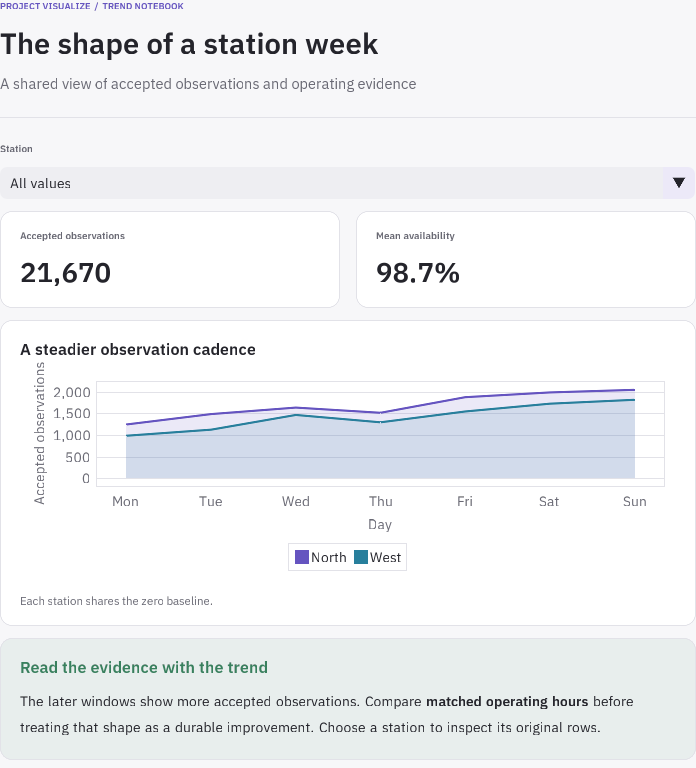 PROJECT VISUALIZE / TREND NOTEBOOK
The shape of a station week
A shared view of accepted observations and operating evidence
Station
All values
Accepted observations
21,670
Mean availability
98.7%
A steadier observation cadence
Accepted observations
2,000
1,500
1,000
500
0
Mon Tue Wed Thu Fri Sat Sun
Day
North West
Each station shares the zero baseline.
Read the evidence with the trend
The later windows show more accepted observations. Compare matched operating hours before
treating that shape as a durable improvement. Choose a station to inspect its original rows.